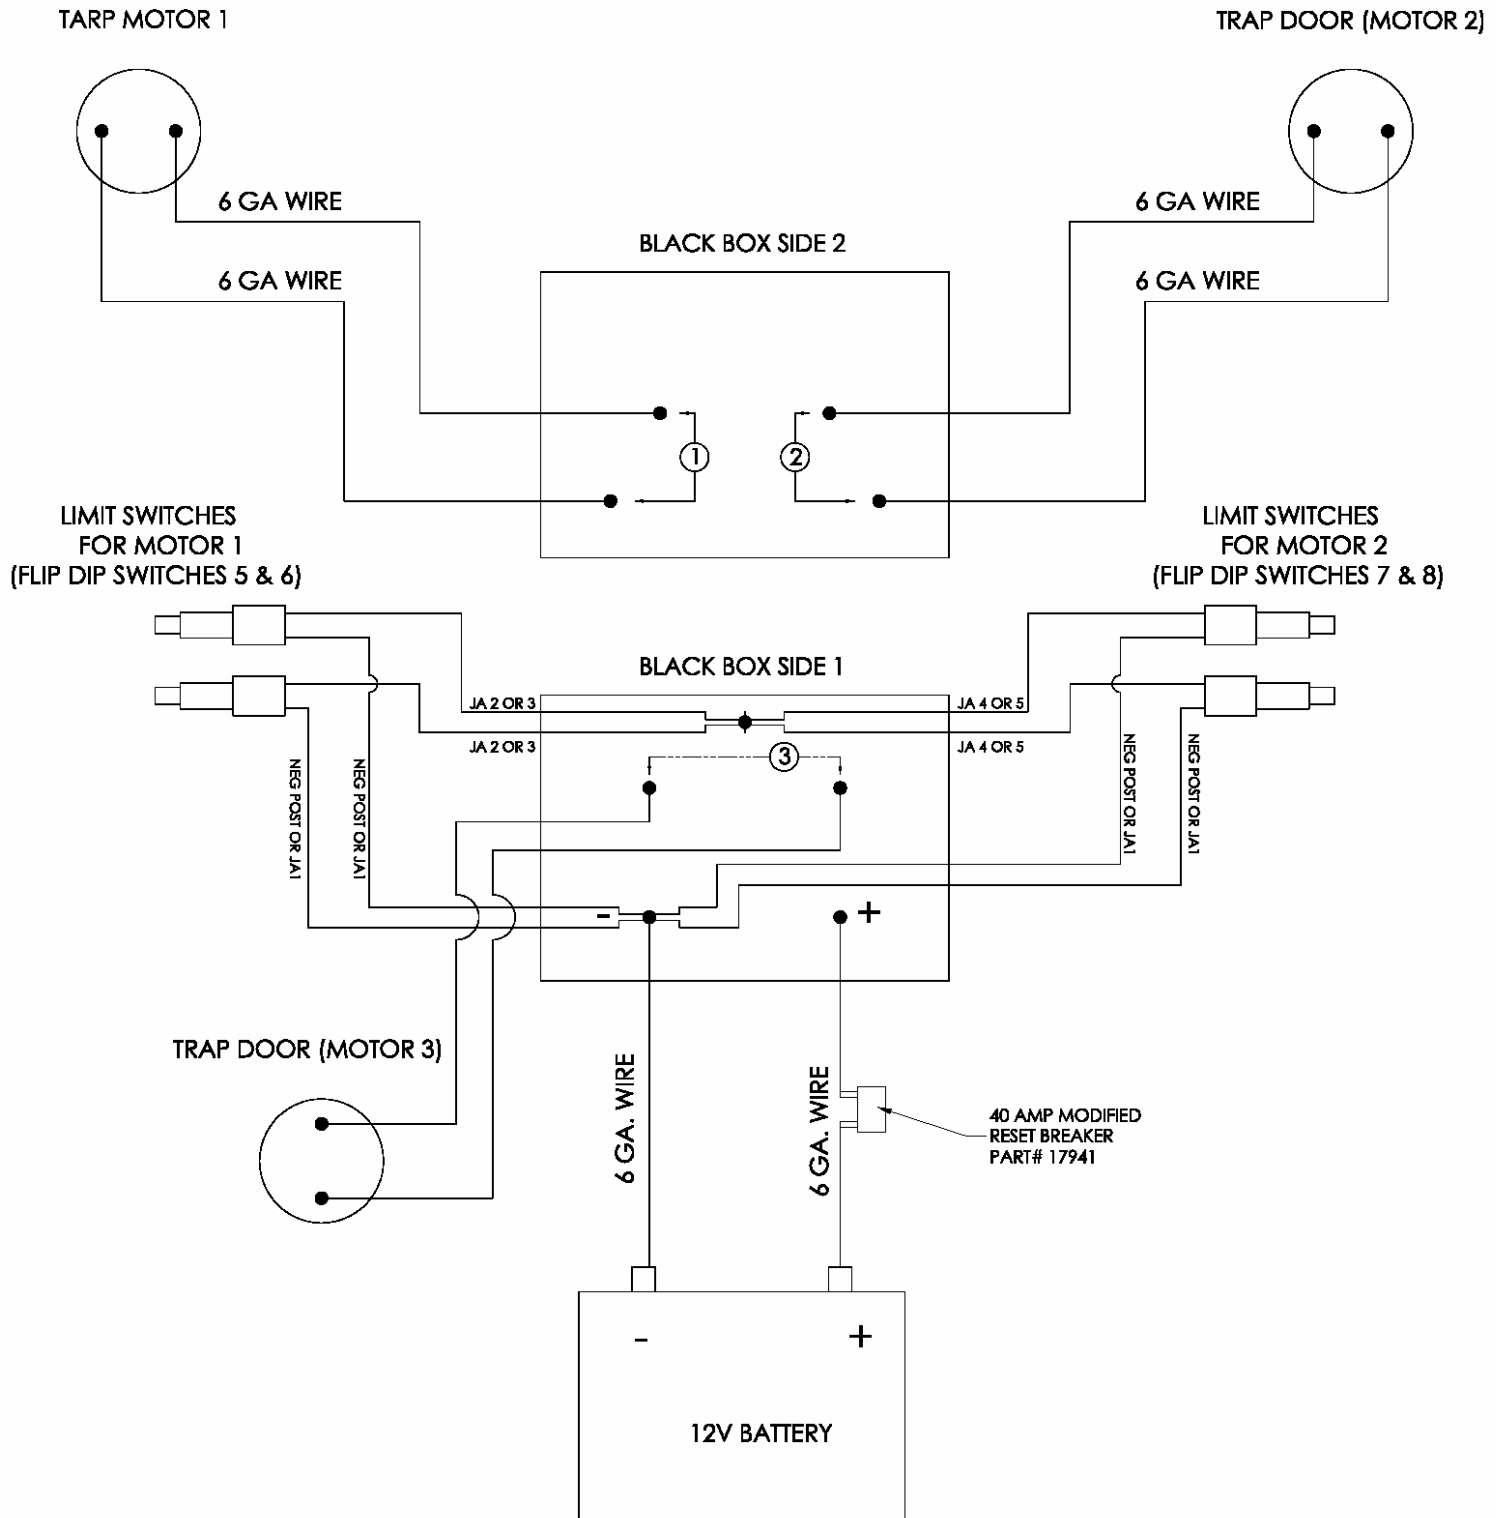 TARP MOTOR 1
TRAP DOOR (MOTOR 2)
6 GA WIRE
6 GA WIRE
BLACK BOX SIDE 2
6 GA WIRE
6 GA WIRE
1
2
LIMIT SWITCHES
FOR MOTOR 1
(FLIP DIP SWITCHES 5 & 6)
LIMIT SWITCHES
FOR MOTOR 2
(FLIP DIP SWITCHES 7 & 8)
BLACK BOX SIDE 1
JA 2 OR 3
JA 4 OR 5
JA 2 OR 3
JA 4 OR 5
3
NEG POST OR JA1
NEG POST OR JA1
NEG POST OR JA1
NEG POST OR JA1
-
+
TRAP DOOR (MOTOR 3)
6 GA. WIRE
6 GA. WIRE
40 AMP MODIFIED
RESET BREAKER
PART# 17941
-
+
12V BATTERY